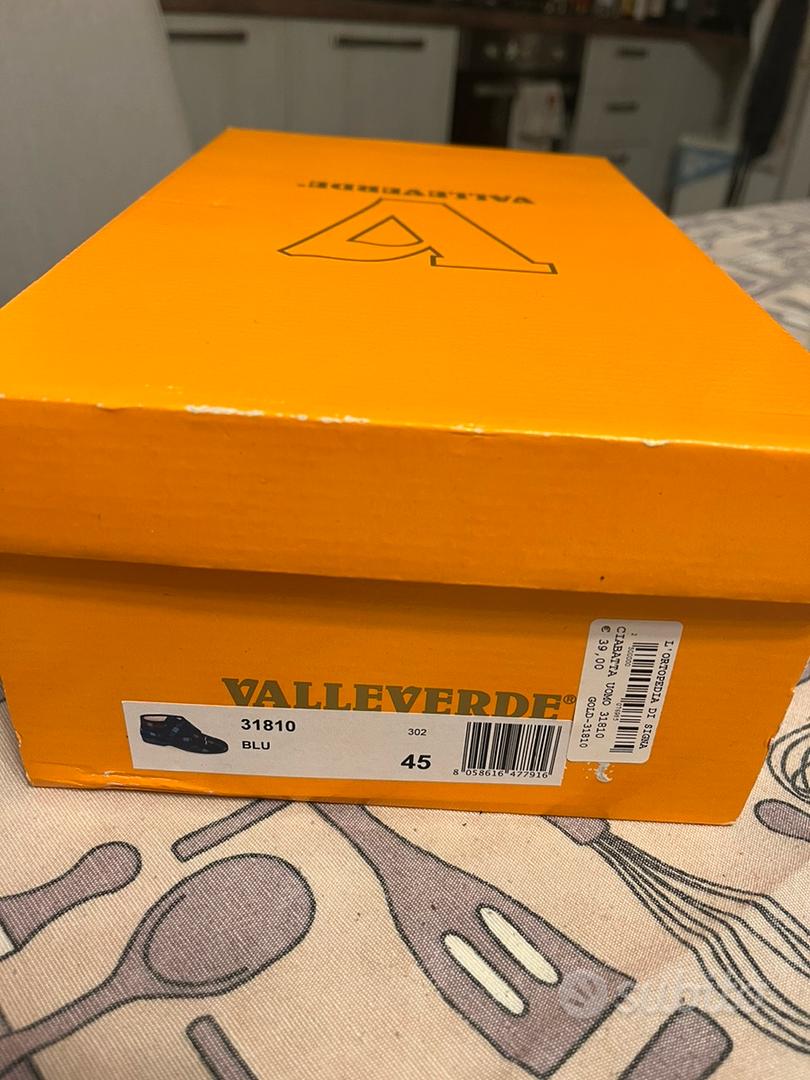 VALLEVERDE
VALLEVERDE®
31810
302
BLU
45
8 058616 477916
L'ORTOPEDIA DI SIGNA
CIABATTA UOMO 31810
€ 39,00
GOLD-31810
subito